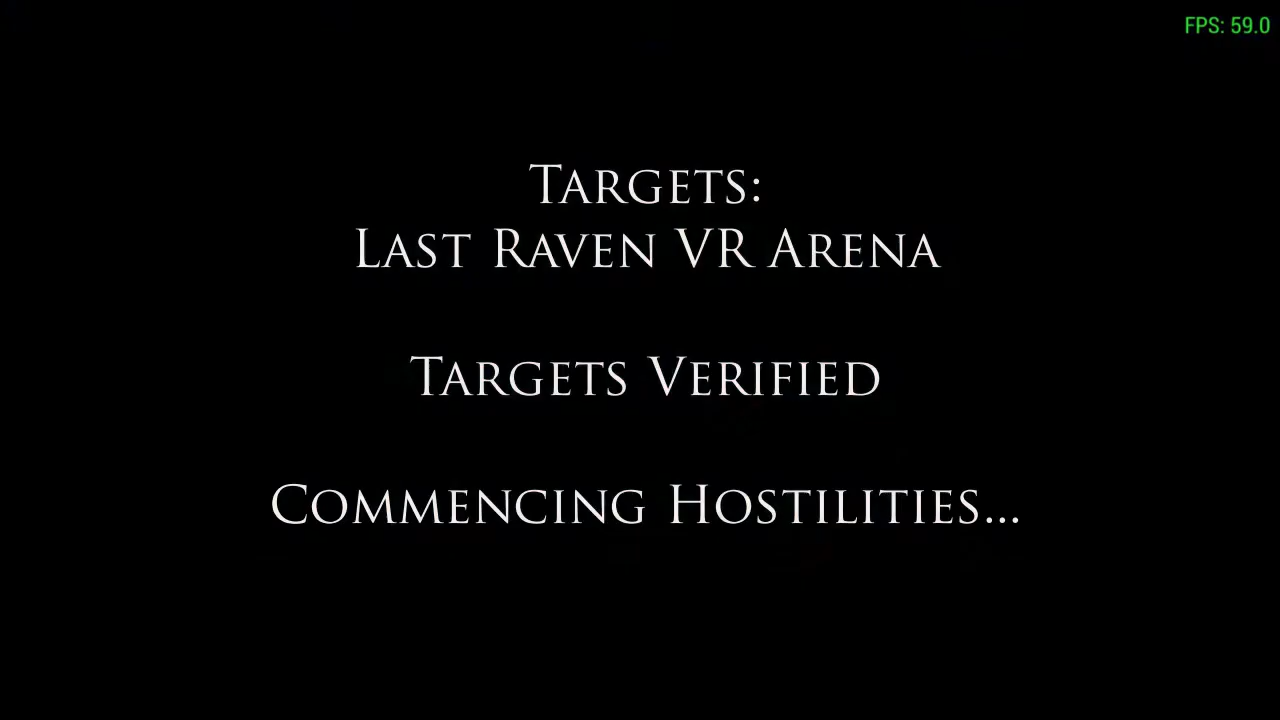 FPS: 59.0
Targets:
Last Raven VR Arena
Targets Verified
Commencing Hostilities...